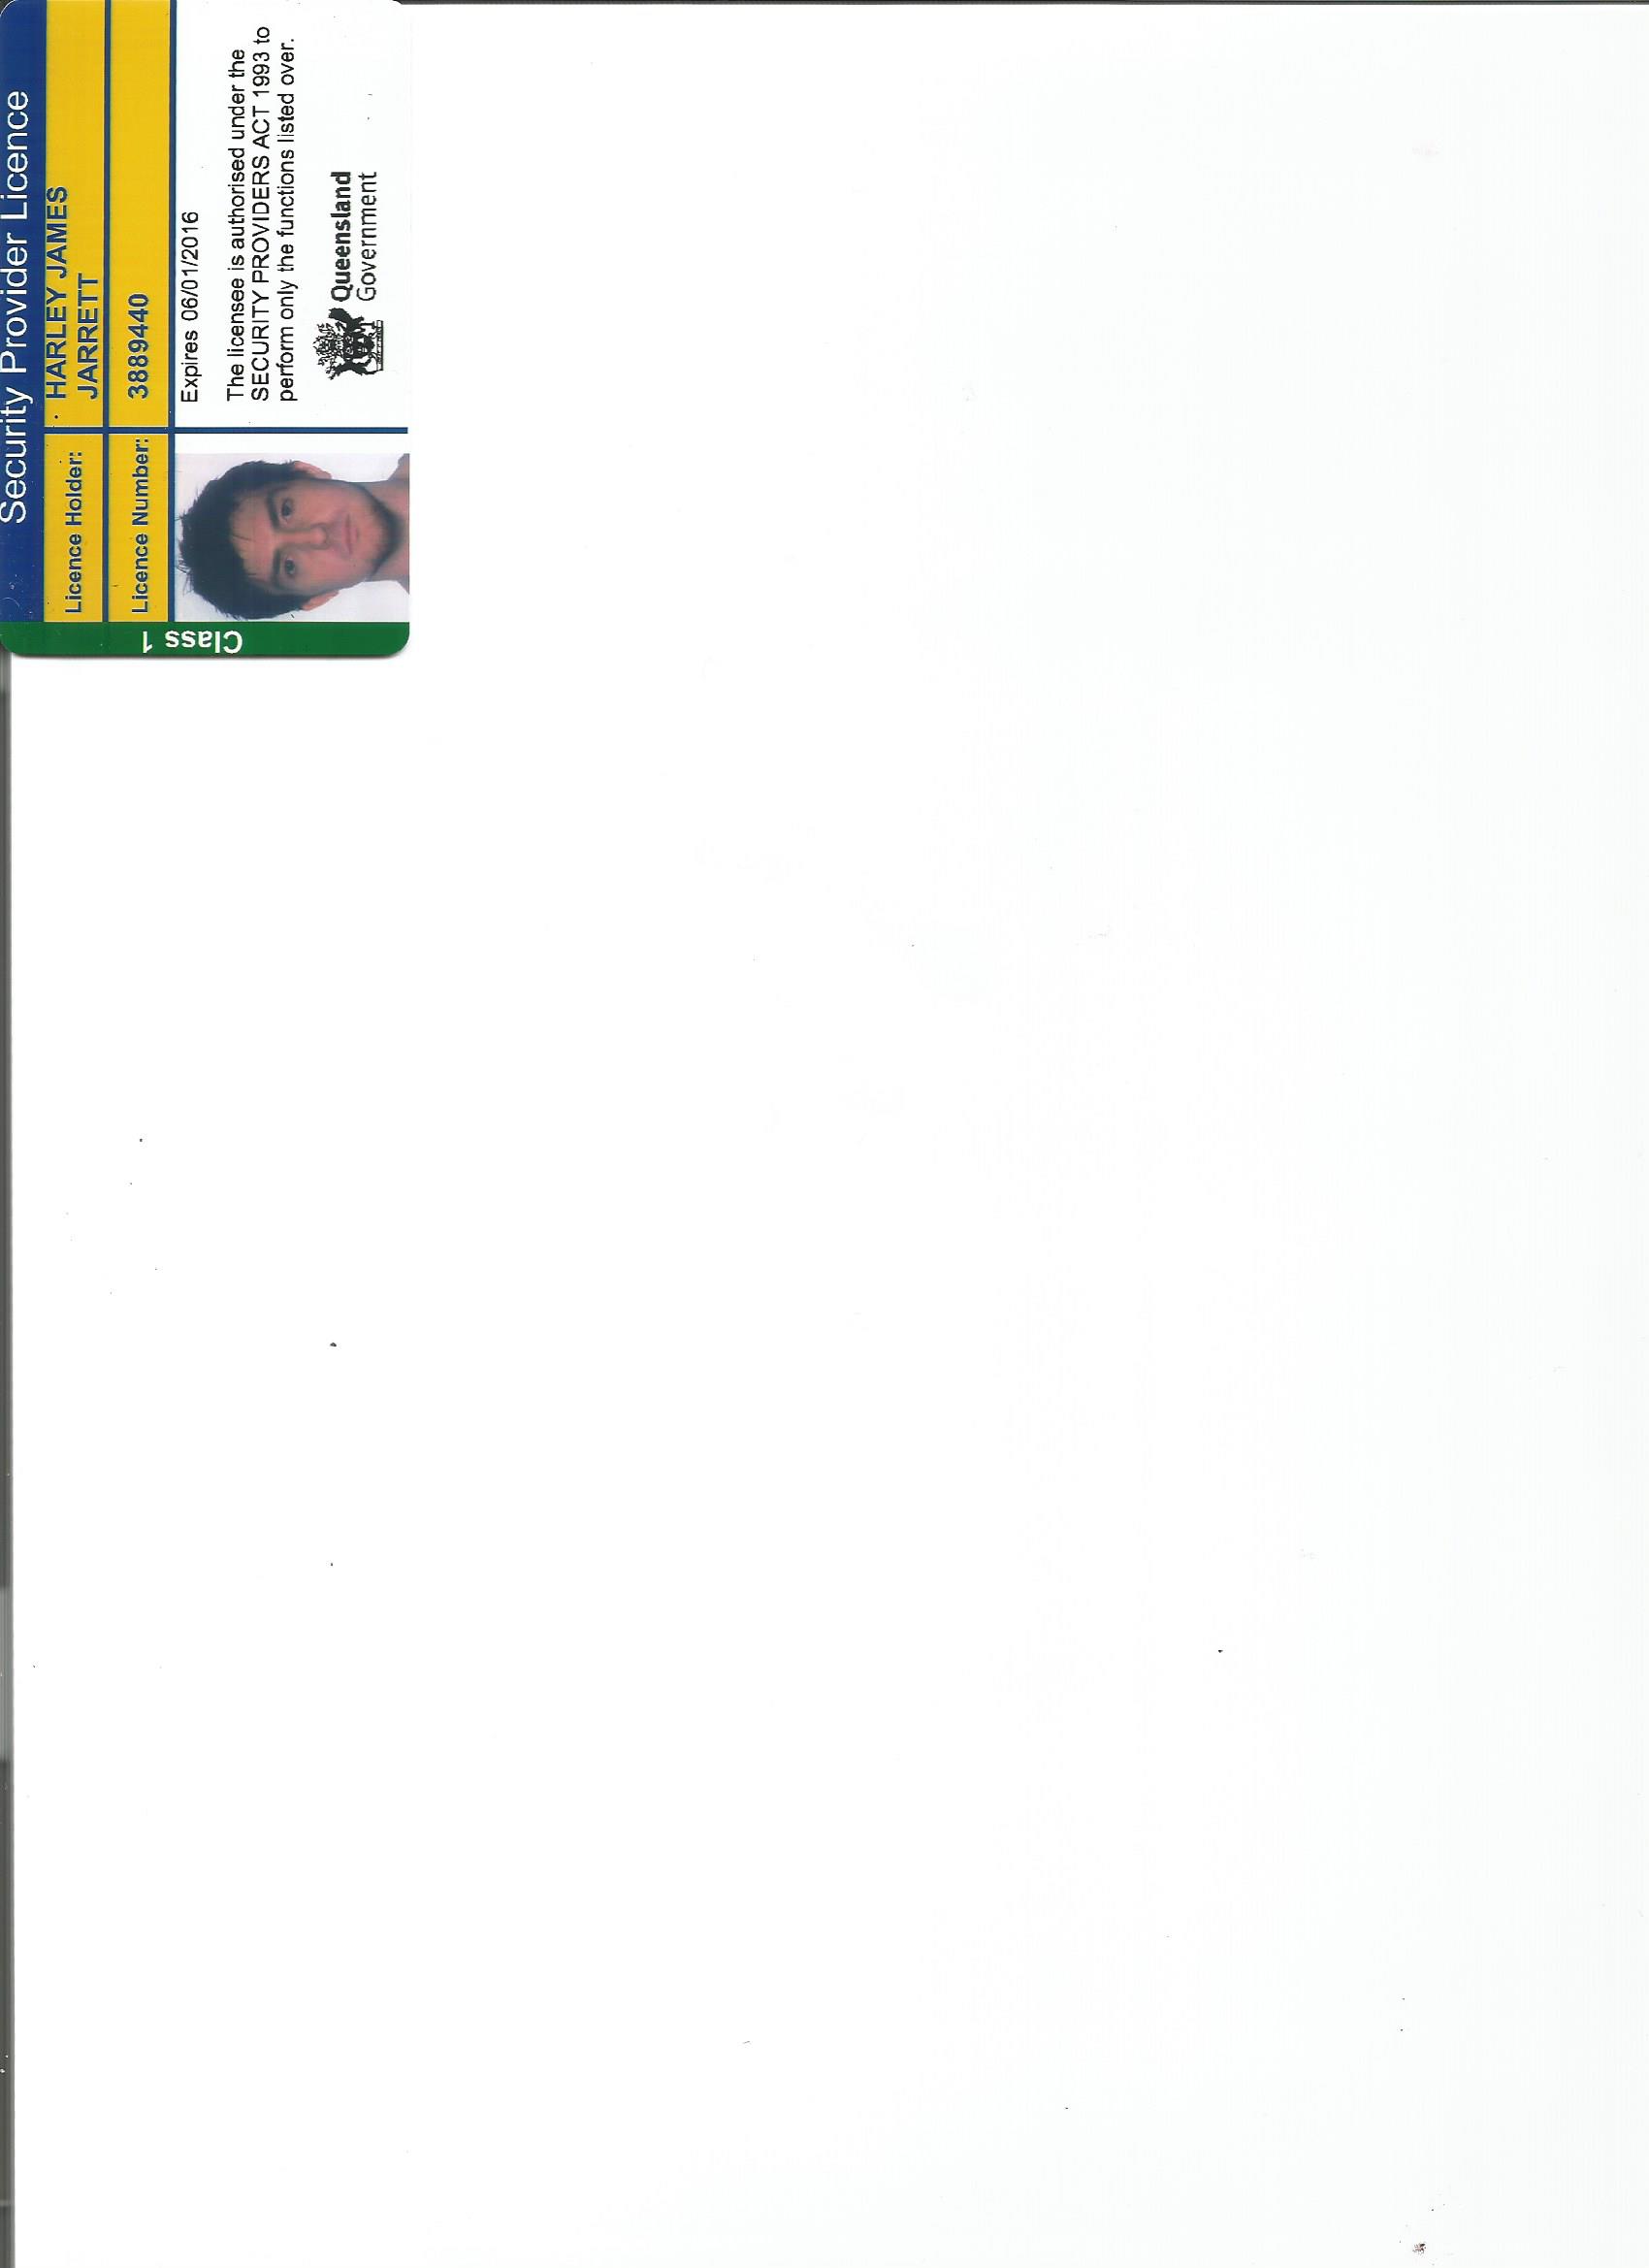 Security Provider Licence
Licence Holder: HARLEY JAMES
JARRETT
Licence Number: 3889440
Expires 06/01/2016
The licensee is authorised under the
SECURITY PROVIDERS ACT 1993 to
perform only the functions listed over.
Queensland
Government
Class 1